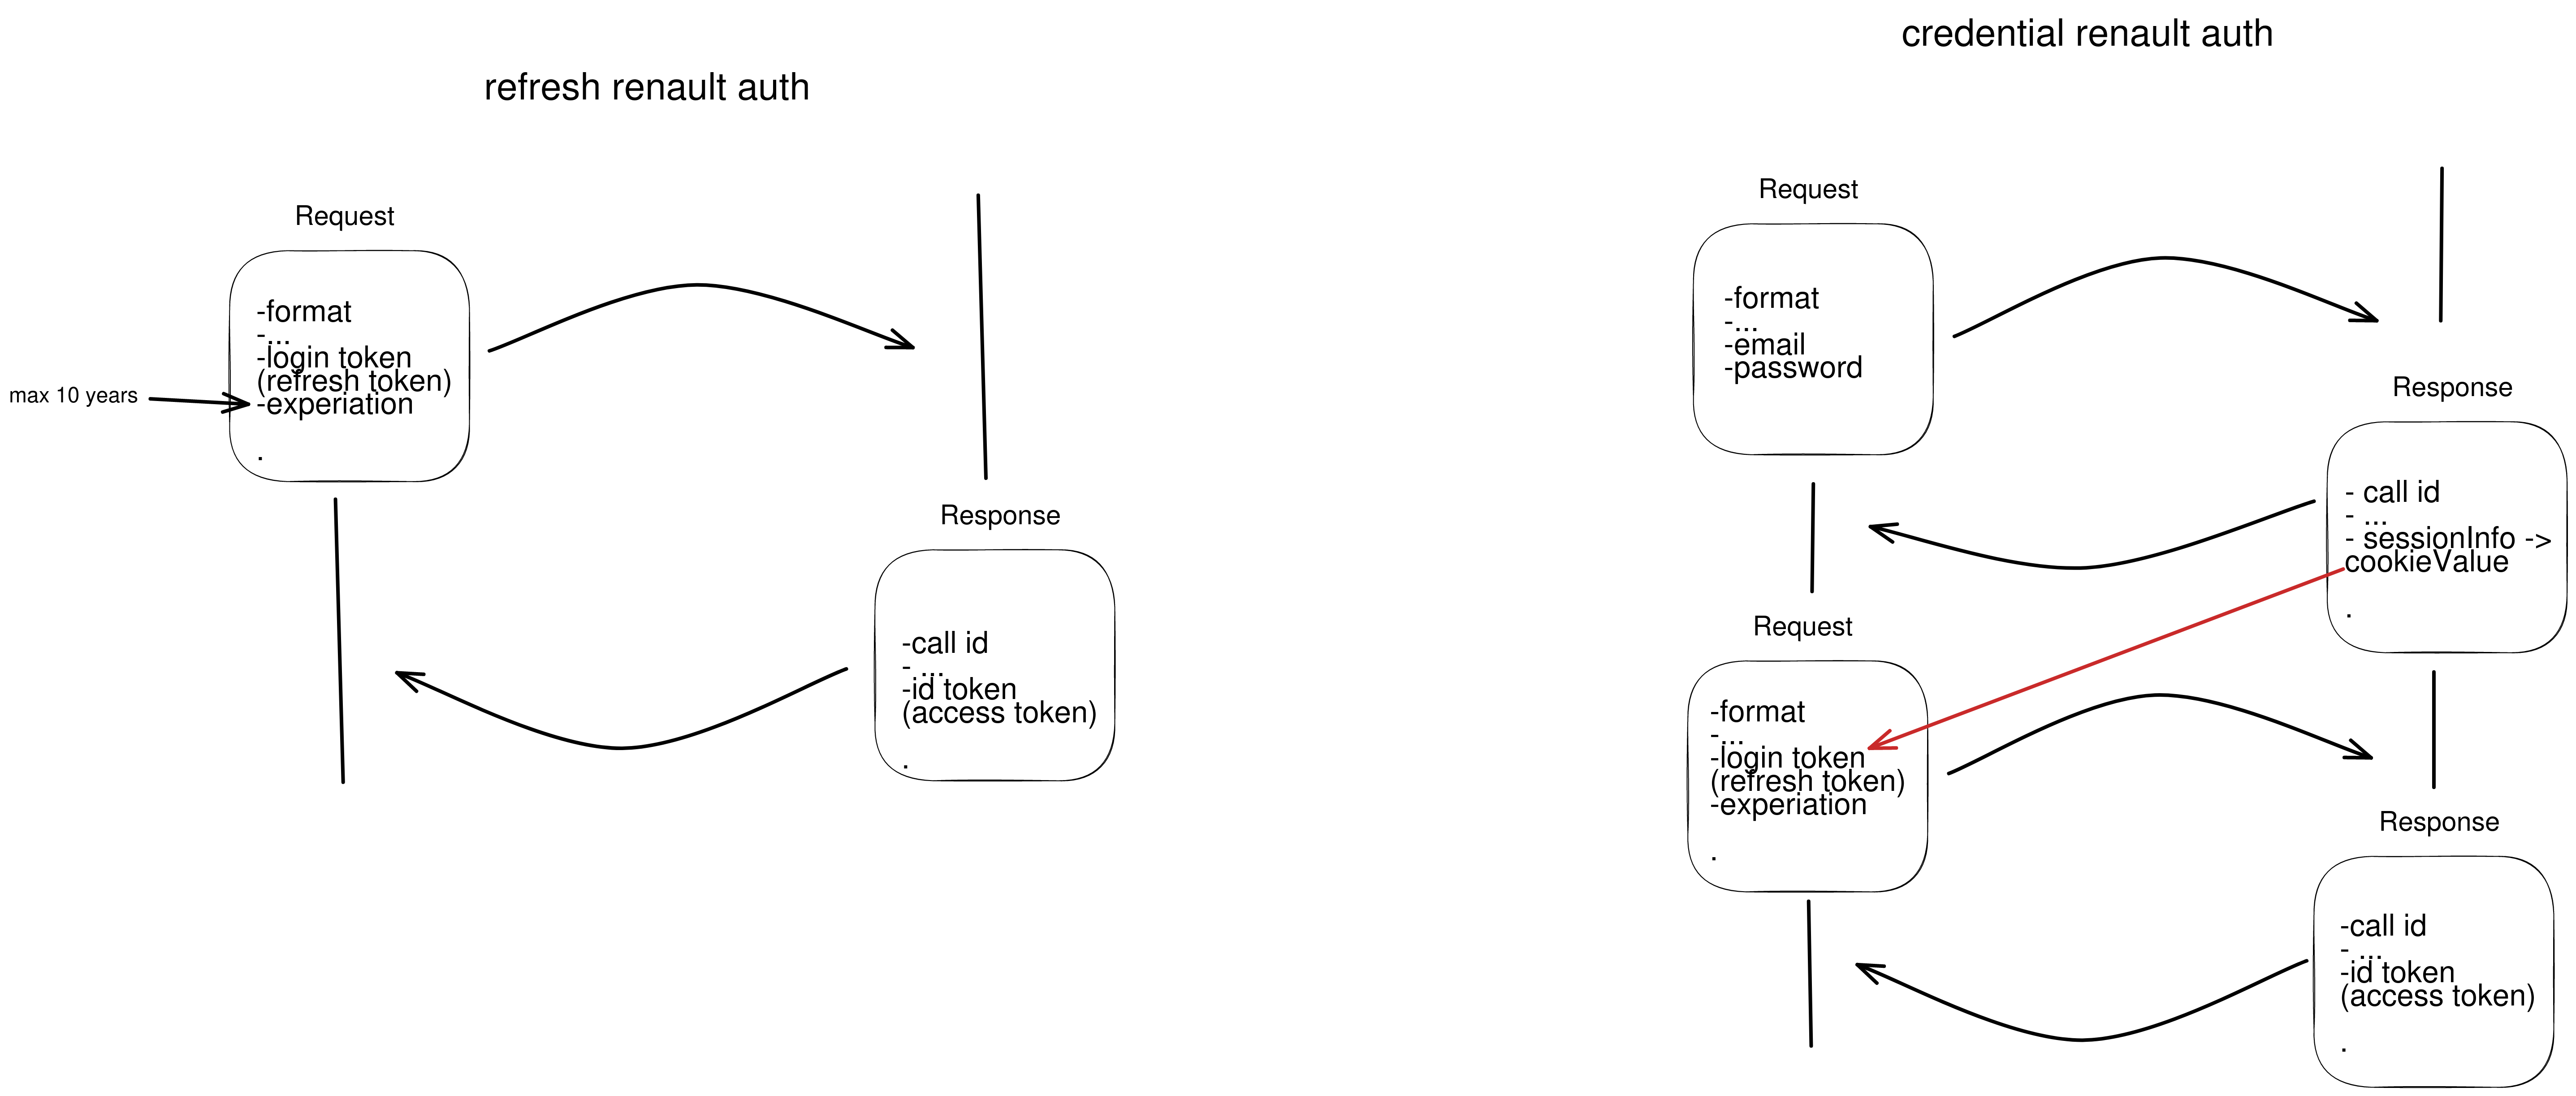 refresh renault auth
Request
-format
-...
-login token
(refresh token)
max 10 years
-experiation
.
Response
-call id
- ...
-id token
(access token)
.
credential renault auth
Request
-format
-...
-email
-password
Response
- call id
- ...
- sessionInfo ->
cookieValue
.
Request
-format
-...
-login token
(refresh token)
-experiation
.
Response
-call id
- ...
-id token
(access token)
.